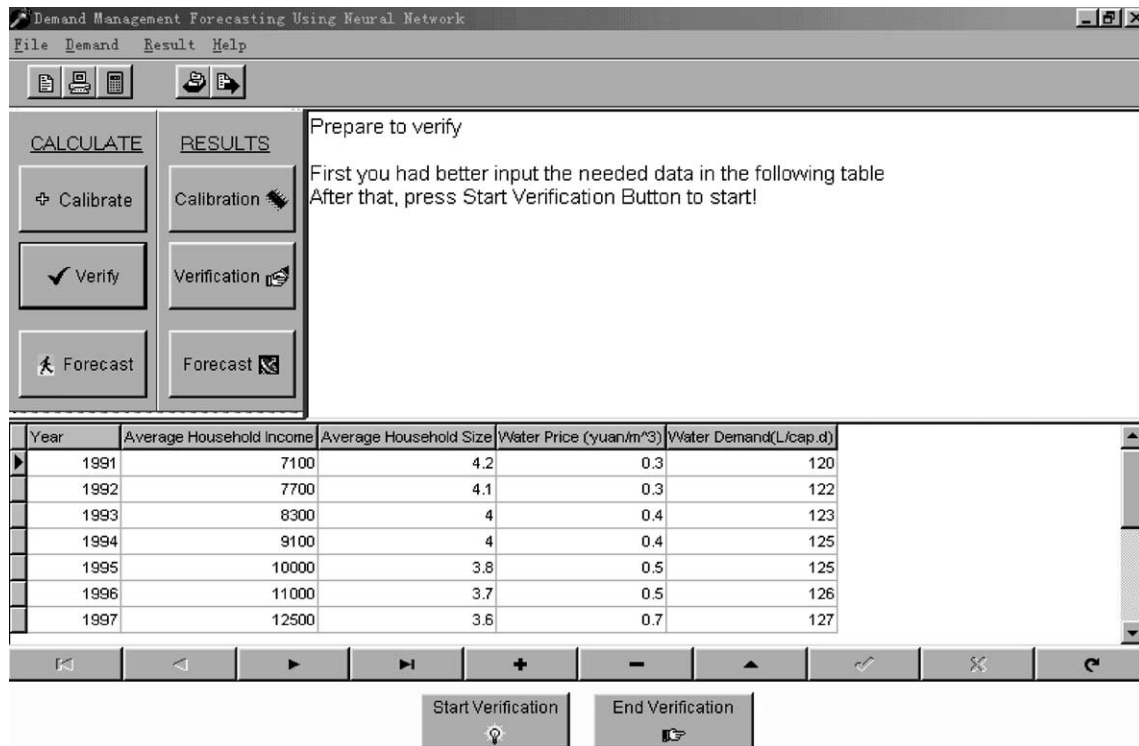 Demand Management Forecasting Using Neural Network
File Demand Result Help
CALCULATE RESULTS
Prepare to verify
First you had better input the needed data in the following table
After that, press Start Verification Button to start!
Calibrate Calibration
Verify Verification
Forecast Forecast
Year Average Household Income Average Household Size Water Price (yuan/m^3) Water Demand(L/cap.d)
1991 7100 4.2 0.3 120
1992 7700 4.1 0.3 122
1993 8300 4 0.4 123
1994 9100 4 0.4 125
1995 10000 3.8 0.5 125
1996 11000 3.7 0.5 126
1997 12500 3.6 0.7 127
Start Verification End Verification